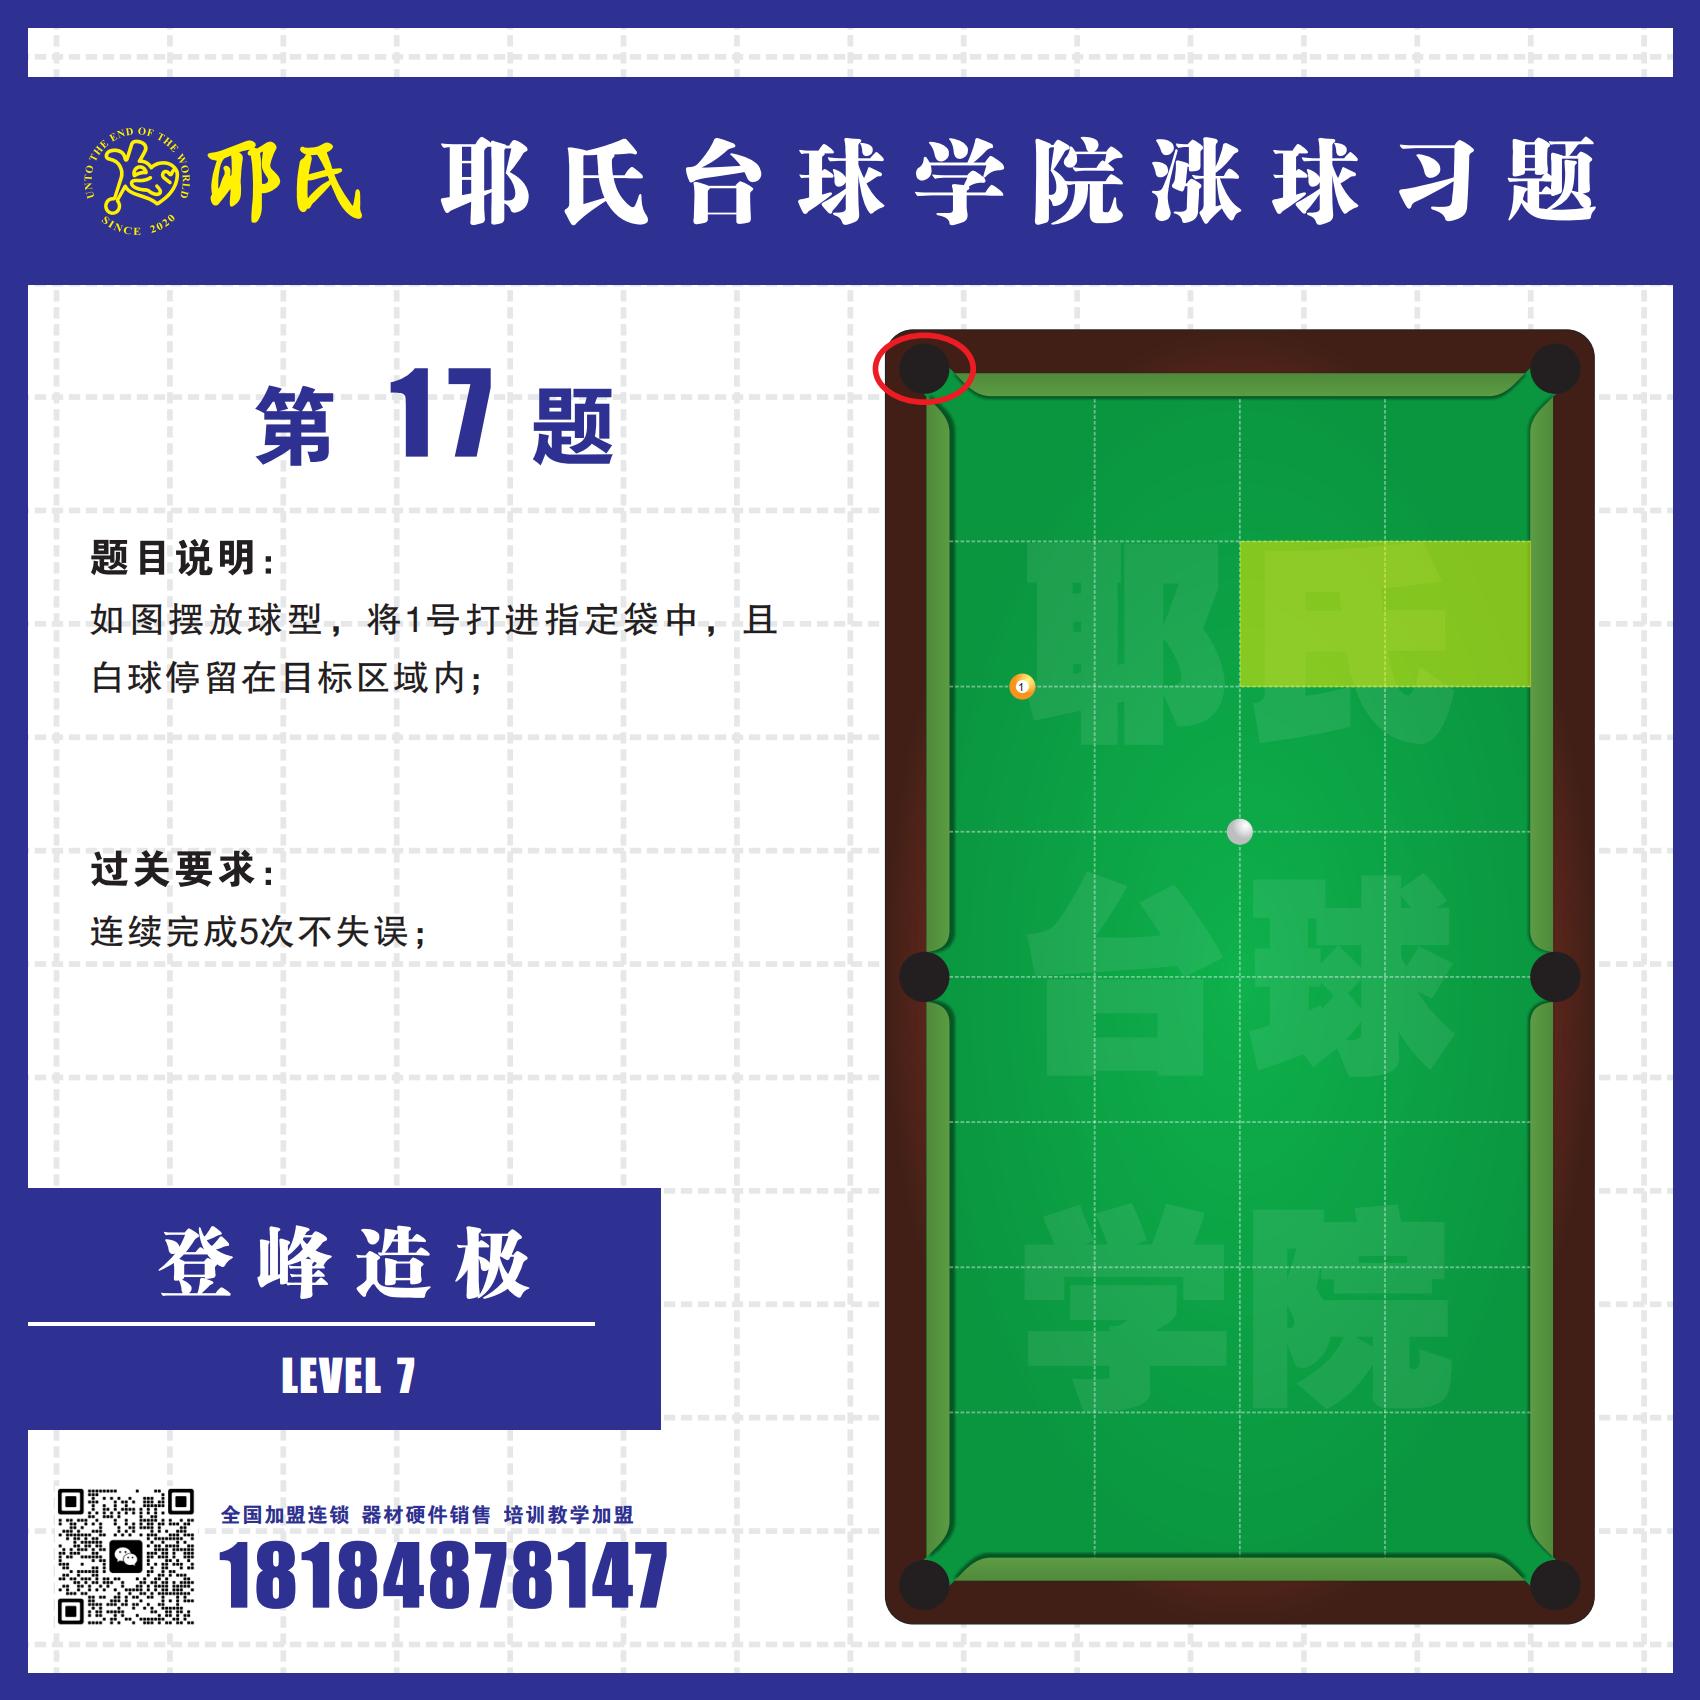 UNTO THE END OF THE WORLD
SINCE 2020
耶氏
耶氏台球学院涨球习题
第 17 题
题目说明：
如图摆放球型，将1号打进指定袋中，且
白球停留在目标区域内；
过关要求：
连续完成5次不失误；
耶氏
1
台球
学院
登峰造极
LEVEL 7
全国加盟连锁 器材硬件销售 培训教学加盟
18184878147